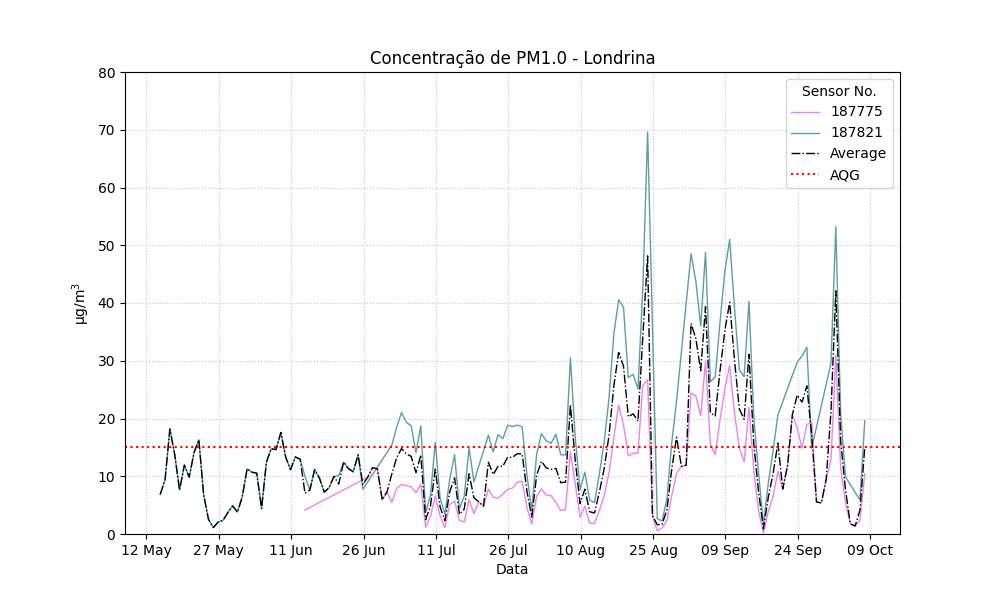 Concentração de PM1.0 - Londrina
Sensor No.
187775
187821
Average
AQG
80
70
60
50
40
30
20
10
0
µg/m³
12 May 27 May 11 Jun 26 Jun 11 Jul 26 Jul 10 Aug 25 Aug 09 Sep 24 Sep 09 Oct
Data